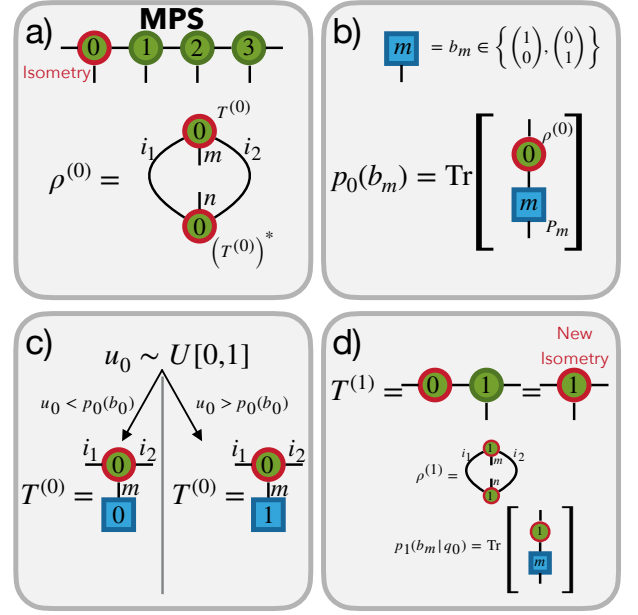 a)
MPS
0 1 2 3
Isometry
T^{(0)}
0
i_1 m i_2
ρ^{(0)} =
n
0
(T^{(0)})^*
b)
m = b_m ∈ { (1 0), (0 1) }
ρ^{(0)}
0
p_0(b_m) = Tr
m
P_m
c)
u_0 ∼ U[0,1]
u_0 < p_0(b_0) u_0 > p_0(b_0)
i_1 0 i_2 i_1 0 i_2
m m
T^{(0)} = 0 T^{(0)} = 1
d)
New
Isometry
T^{(1)} = 0 1 = 1
1
i_1 m i_2
ρ^{(1)} =
n
1
1
p_1(b_m|q_0) = Tr
m